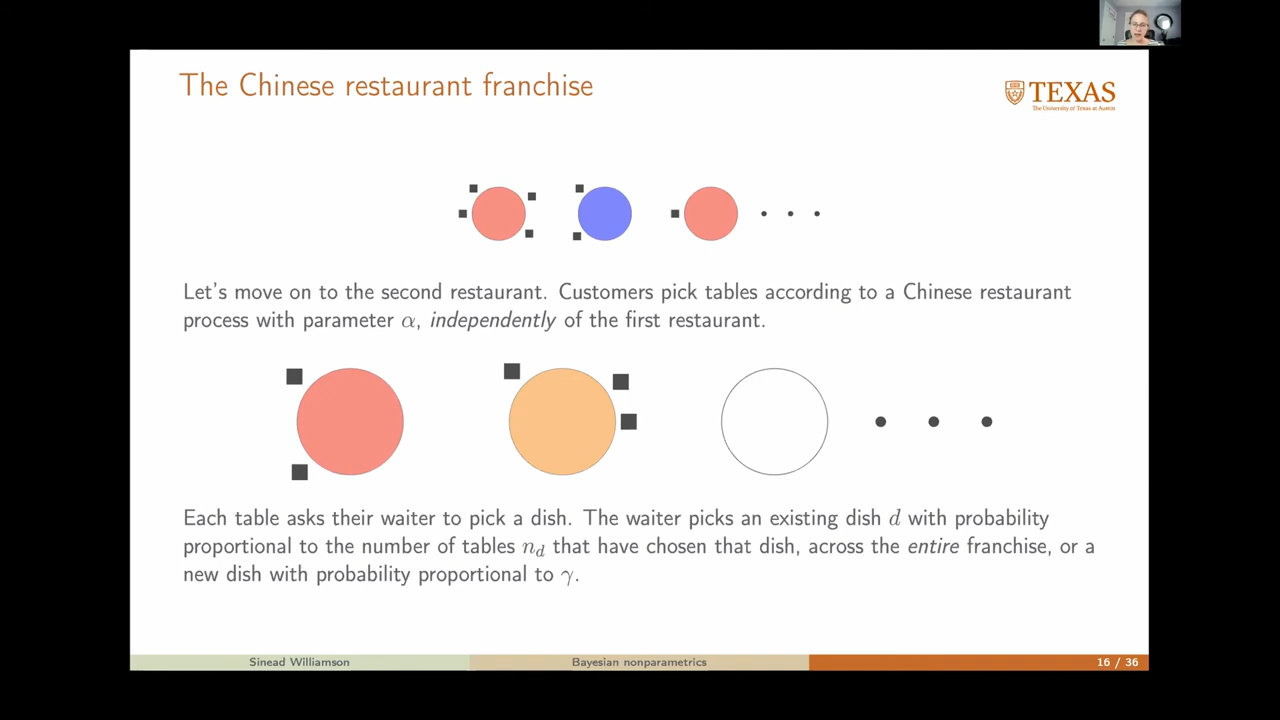 The Chinese restaurant franchise
TEXAS
The University of Texas at Austin
Let's move on to the second restaurant. Customers pick tables according to a Chinese restaurant
process with parameter α, independently of the first restaurant.
Each table asks their waiter to pick a dish. The waiter picks an existing dish d with probability
proportional to the number of tables n_d that have chosen that dish, across the entire franchise, or a
new dish with probability proportional to γ.
Sinead Williamson
Bayesian nonparametrics
16 / 36